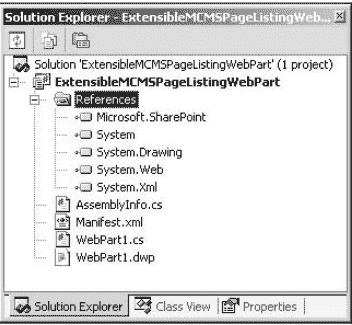 Solution Explorer - ExtensibleMCMSPageListingWeb...
Solution 'ExtensibleMCMSPageListingWebPart' (1 project)
ExtensibleMCMSPageListingWebPart
References
Microsoft.SharePoint
System
System.Drawing
System.Web
System.Xml
AssemblyInfo.cs
Manifest.xml
WebPart1.cs
WebPart1.dwp
Solution Explorer Class View Properties